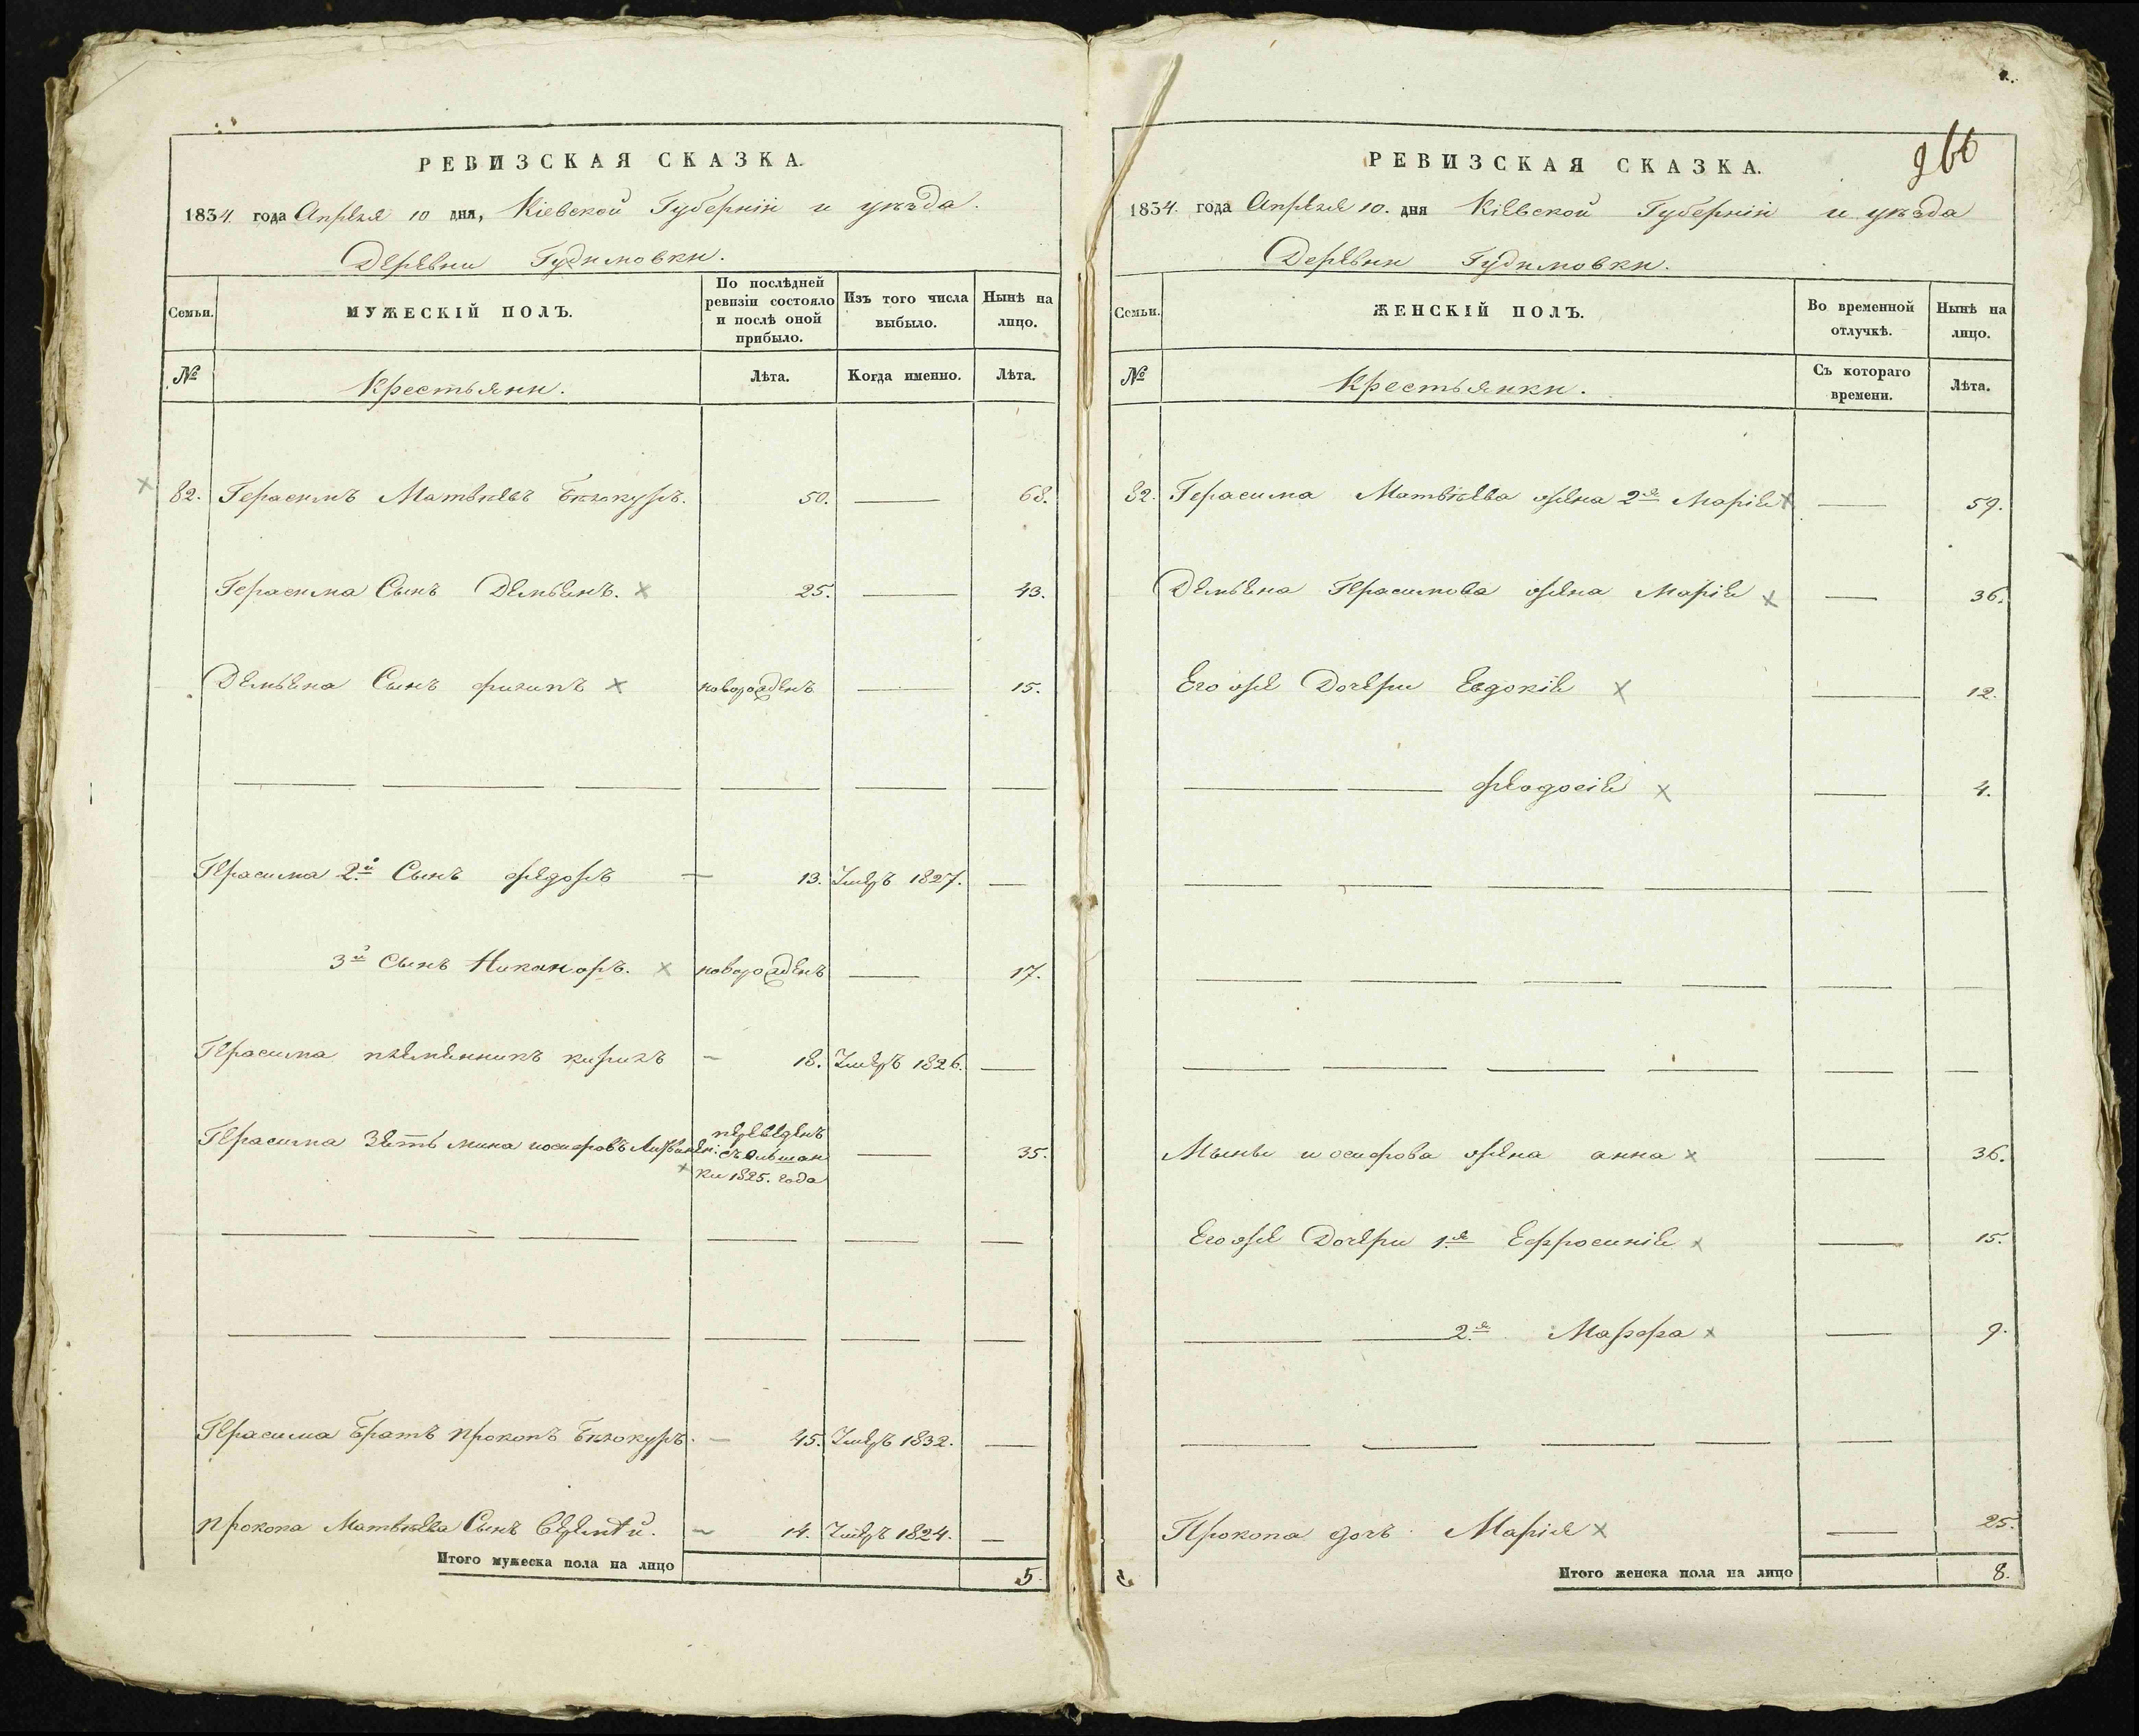 РЕВИЗСКАЯ СКАЗКА.
1834. года Апреля 10 дня, Кіевской Губерніи и уѣзда.
Деревни Гудимовки.
Семьи.
МУЖЕСКІЙ ПОЛЪ.
По послѣдней ревизіи состояло и послѣ оной прибыло.
Изъ того числа выбыло.
Нынѣ на лицо.
№
Крестьяни.
Лѣта.
Когда именно.
Лѣта.
82. Герасимъ Матвѣевъ Бѣлокуръ. 50. — 68.
Герасима Сынъ Демьянъ. 25. — 43.
Демьяна Сынъ филипъ новорожденъ — 15.
Герасима 2й Сынъ федоръ — 13. Умеръ 1827. —
3й Сынъ Никаноръ. новорожденъ — 17.
Герасима племенникъ кирилъ — 18. Умеръ 1826. —
Герасима Зеть мина иосифовъ переведенъ
съ ольшан — 35.
ки 1825. года
Герасима братъ прокопъ Бѣлокуръ. — 45. Умеръ 1832. —
прокопа Матвѣева Сынъ — 14. Умеръ 1824. —
Итого мужеска пола на лицо 5.
266
РЕВИЗСКАЯ СКАЗКА.
1834. года Апреля 10. дня Кіевской Губерніи и уѣзда
Деревни Гудимовки.
Семьи.
ЖЕНСКІЙ ПОЛЪ.
Во временной отлучкѣ.
Нынѣ на лицо.
№
Крестьянки.
Съ котораго времени.
Лѣта.
82. Герасима Матвѣева жена 2я Марія — 59.
Демьяна Герасимова жена Марія — 36.
Его же Дочери Евдокія — 12.
феодосія — 4.
Мины иосифова жена анна — 36.
Его же Дочери 1я Ефросинія — 15.
2я Марфа — 9.
Прокопа дочь Марія — 25.
Итого женска пола на лицо 8.